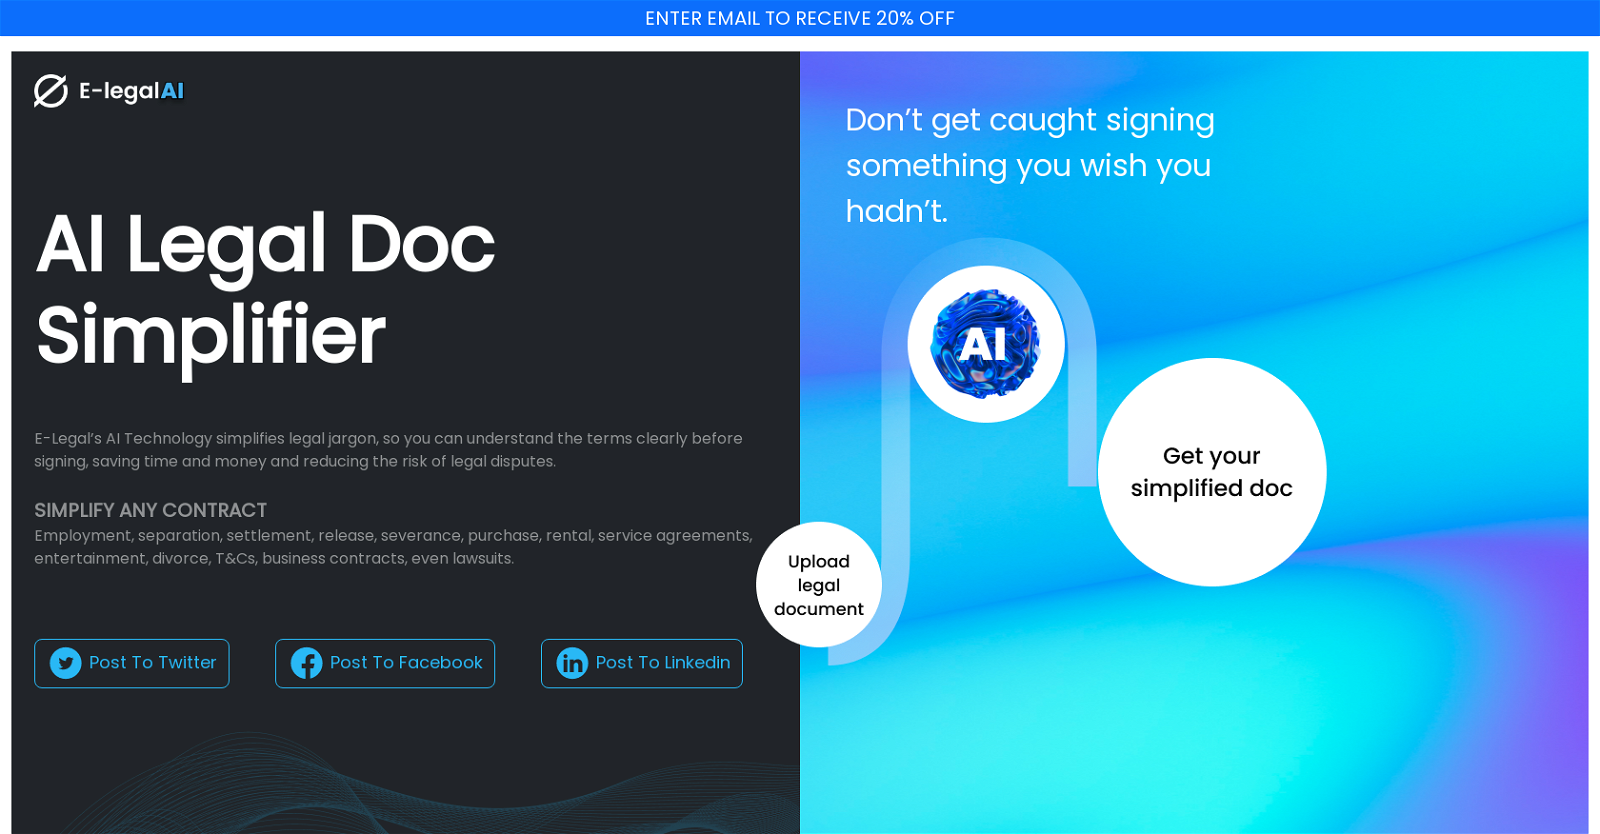 ENTER EMAIL TO RECEIVE 20% OFF
E-legalAI
AI Legal Doc
Simplifier
E-Legal’s AI Technology simplifies legal jargon, so you can understand the terms clearly before
signing, saving time and money and reducing the risk of legal disputes.
SIMPLIFY ANY CONTRACT
Employment, separation, settlement, release, severance, purchase, rental, service agreements,
entertainment, divorce, T&Cs, business contracts, even lawsuits.
Post To Twitter
Post To Facebook
Post To Linkedin
Don’t get caught signing
something you wish you
hadn’t.
AI
Get your
simplified doc
Upload
legal
document